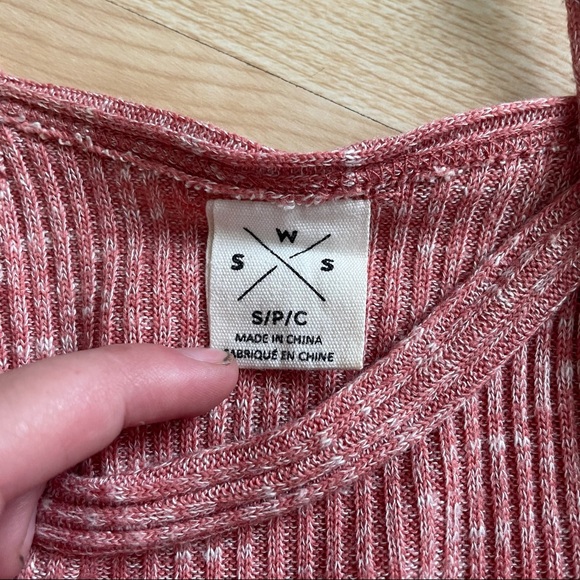 W
S S
S/P/C
MADE IN CHINA
FABRIQUÉ EN CHINE